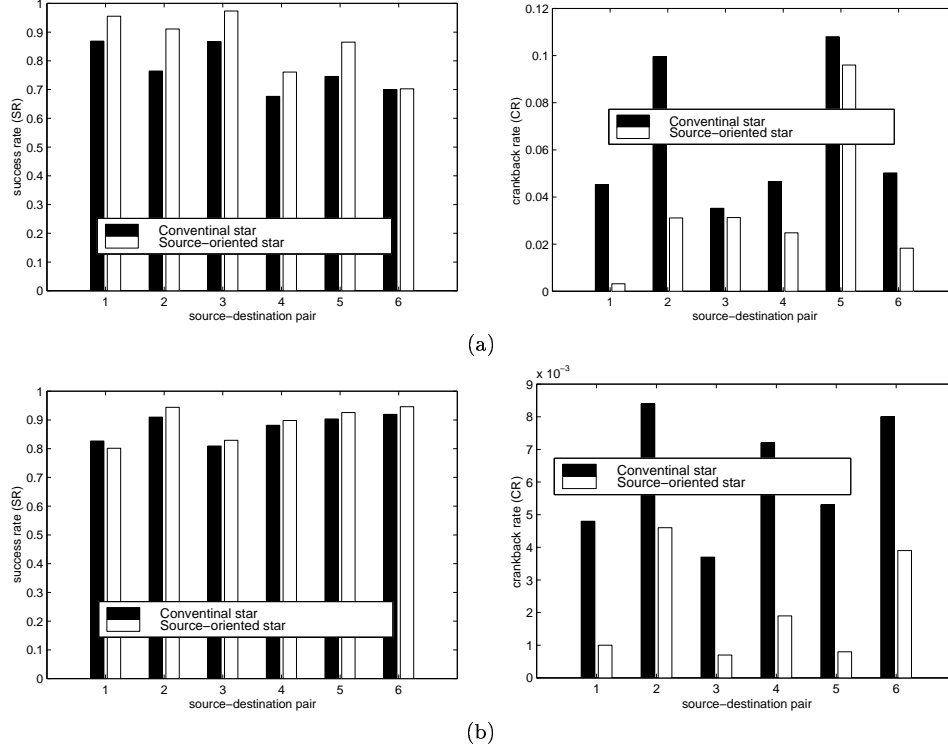 1
0.9
0.8
0.7
0.6
0.5
0.4
0.3
0.2
0.1
0
success rate (SR)
Conventinal star
Source−oriented star
1 2 3 4 5 6
source−destination pair
0.12
0.1
0.08
0.06
0.04
0.02
0
crankback rate (CR)
Conventinal star
Source−oriented star
1 2 3 4 5 6
source−destination pair
(a)
1
0.9
0.8
0.7
0.6
0.5
0.4
0.3
0.2
0.1
0
success rate (SR)
Conventinal star
Source−oriented star
1 2 3 4 5 6
source−destination pair
x 10−3
9
8
7
6
5
4
3
2
1
0
crankback rate (CR)
Conventinal star
Source−oriented star
1 2 3 4 5 6
source−destination pair
(b)